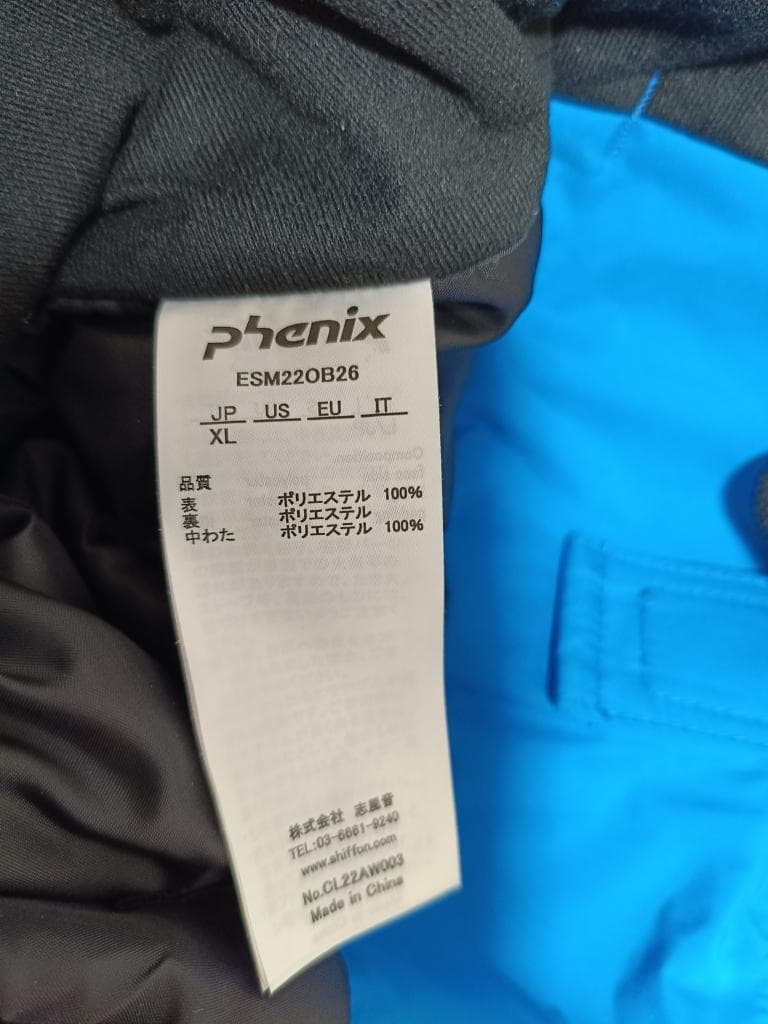 Phenix
ESM22OB26
JP US EU IT
XL
品質
表 ポリエステル 100%
裏 ポリエステル
中わた ポリエステル 100%
株式会社 志風音
TEL:03-6661-9240
www.shiffon.com
No.CL22AW003
Made in China